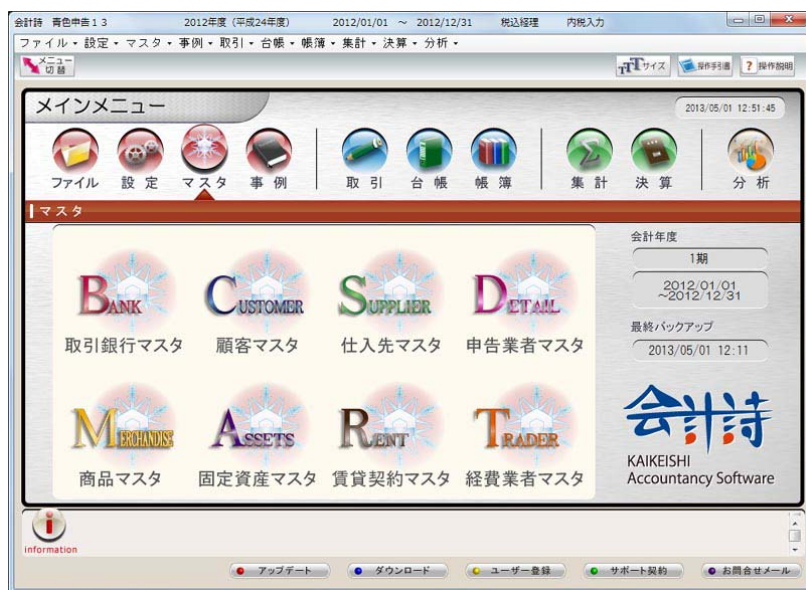 会計詩 青色申告13 2012年度(平成24年度) 2012/01/01 ～ 2012/12/31 税込経理 内税入力
ファイル・ 設定・ マスタ・ 事例・ 取引・ 台帳・ 帳簿・ 集計・ 決算・ 分析・
メニュー切替 TTTサイズ 操作手引書 ? 操作説明
メインメニュー 2013/05/01 12:51:45
ファイル 設定 マスタ 事例 取引 台帳 帳簿 集計 決算 分析
マスタ
会計年度
1期
2012/01/01
～2012/12/31
最終バックアップ
2013/05/01 12:11
BANK CUSTOMER SUPPLIER DETAIL
取引銀行マスタ 顧客マスタ 仕入先マスタ 申告業者マスタ
MERCHANDISE ASSETS RENT TRADER
商品マスタ 固定資産マスタ 賃貸契約マスタ 経費業者マスタ
会計詩
KAIKEISHI
Accountancy Software
i
information
アップデート ダウンロード ユーザー登録 サポート契約 お問合せメール